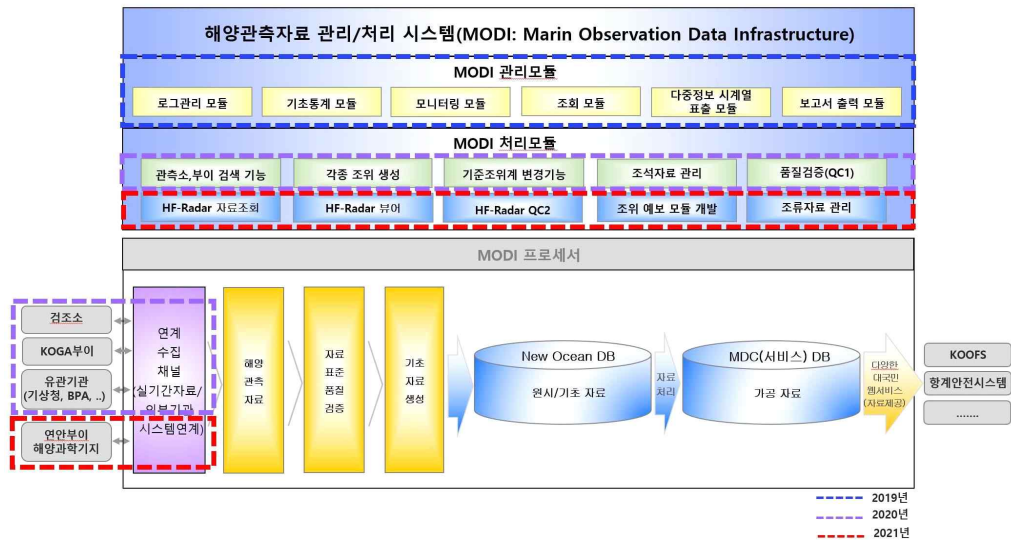 해양관측자료 관리/처리 시스템(MODI: Marin Observation Data Infrastructure)
MODI 관리모듈
로그관리 모듈
기초통계 모듈
모니터링 모듈
조회 모듈
다중정보 시계열
표출 모듈
보고서 출력 모듈
MODI 처리모듈
관측소,부이 검색 기능
각종 조위 생성
기준조위계 변경기능
조석자료 관리
품질검증(QC1)
HF-Radar 자료조회
HF-Radar 뷰어
HF-Radar QC2
조위 예보 모듈 개발
조류자료 관리
MODI 프로세서
검조소
KOGA부이
유관기관
(기상청, BPA, ..)
연안부이
해양과학기지
연계
수집
채널
(실기간자료/
외부기관
시스템연계)
해양
관측
자료
자료
표준
품질
검증
기초
자료
생성
New Ocean DB
원시/기초 자료
자료
처리
MDC(서비스) DB
가공 자료
다양한
대국민
웹서비스
(자료제공)
KOOFS
항계안전시스템
.......
2019년
2020년
2021년